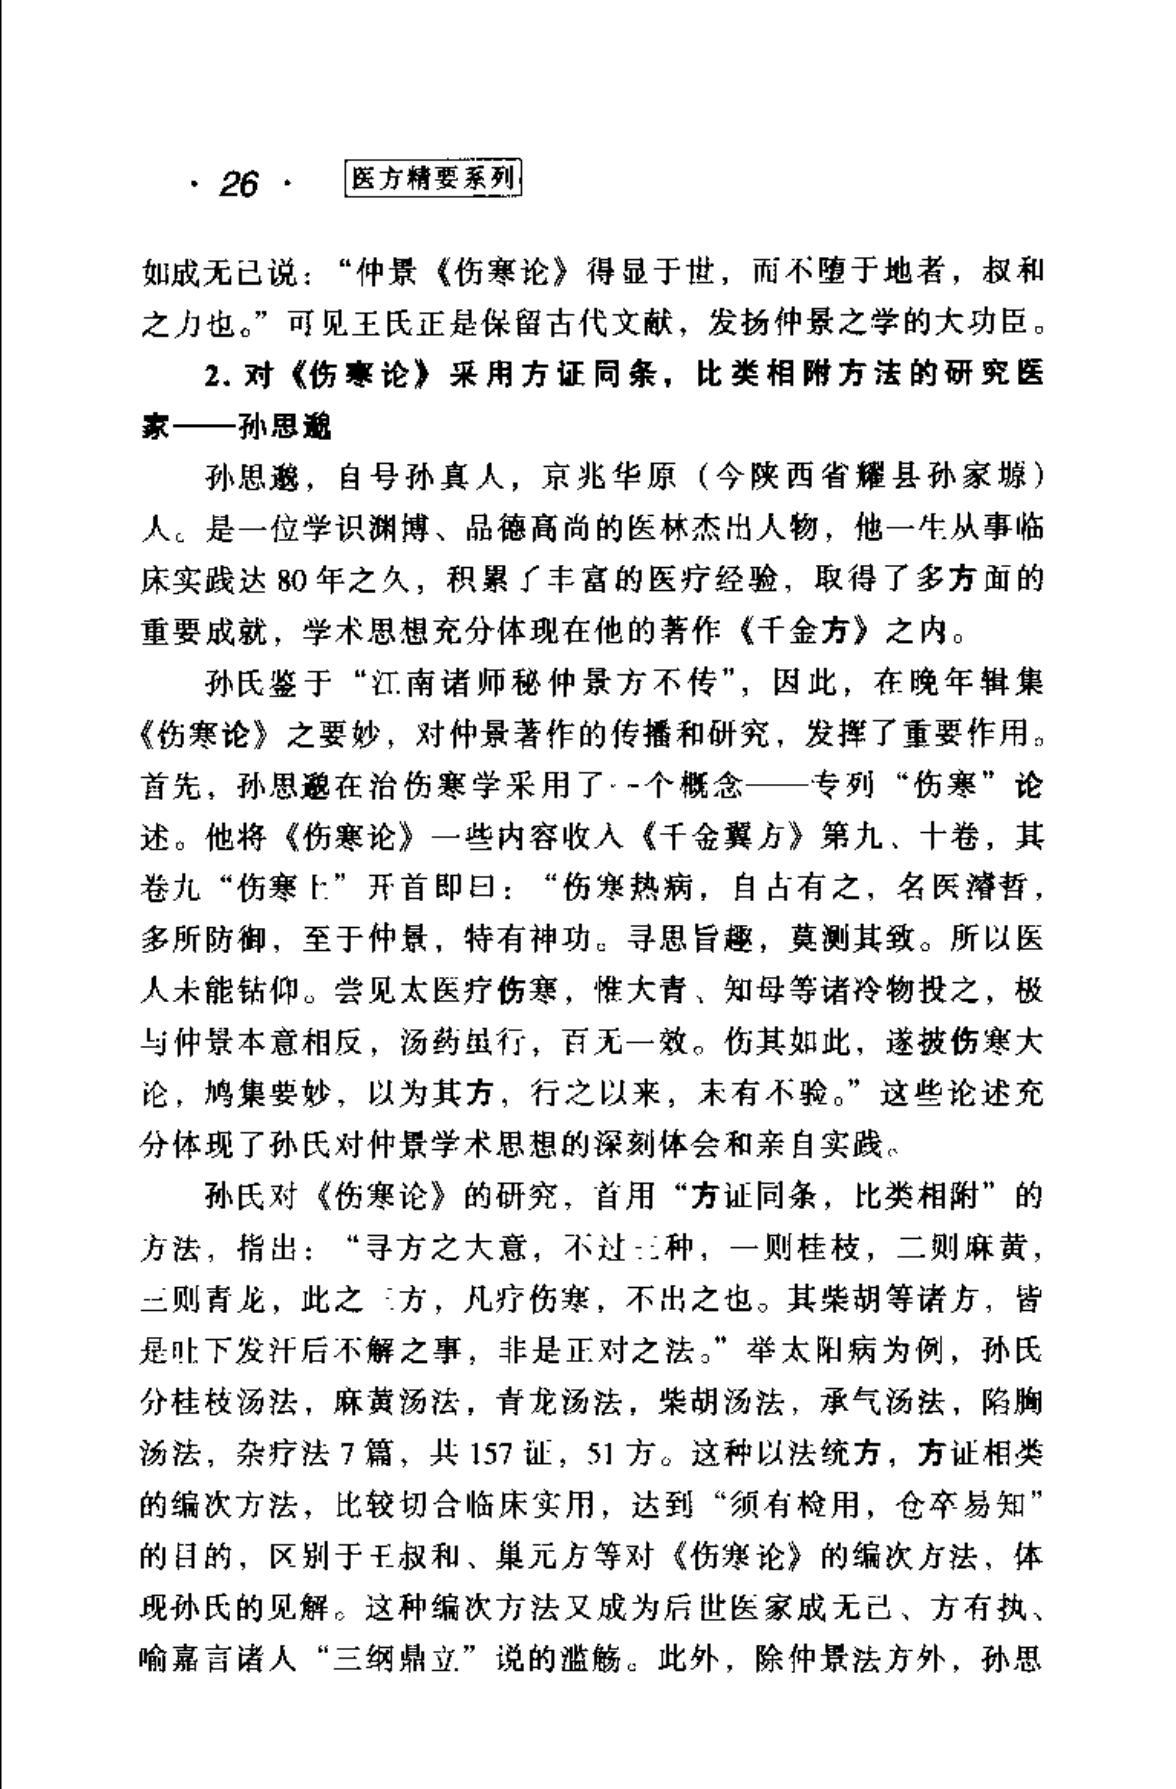 · 26 · 医方精要系列
如成无已说：“仲景《伤寒论》得显于世，而不堕于地者，叔和
之力也。”可见王氏正是保留古代文献，发扬仲景之学的大功臣。
2. 对《伤寒论》采用方证同条，比类相附方法的研究医
家——孙思邈
孙思邈，自号孙真人，京兆华原（今陕西省耀县孙家塬）
人。是一位学识渊博、品德高尚的医林杰出人物，他一生从事临
床实践达 80 年之久，积累了丰富的医疗经验，取得了多方面的
重要成就，学术思想充分体现在他的著作《千金方》之内。
孙氏鉴于“江南诸师秘仲景方不传”，因此，在晚年辑集
《伤寒论》之要妙，对仲景著作的传播和研究，发挥了重要作用。
首先，孙思邈在治伤寒学采用了一个概念——专列“伤寒”论
述。他将《伤寒论》一些内容收入《千金翼方》第九、十卷，其
卷九“伤寒上”开首即曰：“伤寒热病，自古有之，名医濬哲，
多所防御，至于仲景，特有神功。寻思旨趣，莫测其致。所以医
人未能钻仰。尝见太医疗伤寒，惟大青、知母等诸冷物投之，极
与仲景本意相反，汤药虽行，百无一效。伤其如此，遂披伤寒大
论，鸠集要妙，以为其方，行之以来，未有不验。”这些论述充
分体现了孙氏对仲景学术思想的深刻体会和亲自实践。
孙氏对《伤寒论》的研究，首用“方证同条，比类相附”的
方法，指出：“寻方之大意，不过三种，一则桂枝，二则麻黄，
三则青龙，此之三方，凡疗伤寒，不出之也。其柴胡等诸方，皆
是吐下发汗后不解之事，非是正对之法。”举太阳病为例，孙氏
分桂枝汤法，麻黄汤法，青龙汤法，柴胡汤法，承气汤法，陷胸
汤法，杂疗法 7 篇，共 157 证，51 方。这种以法统方，方证相类
的编次方法，比较切合临床实用，达到“须有检用，仓卒易知”
的目的，区别于王叔和、巢元方等对《伤寒论》的编次方法，体
现孙氏的见解。这种编次方法又成为后世医家成无已、方有执、
喻嘉言诸人“三纲鼎立”说的滥觞。此外，除仲景法方外，孙思